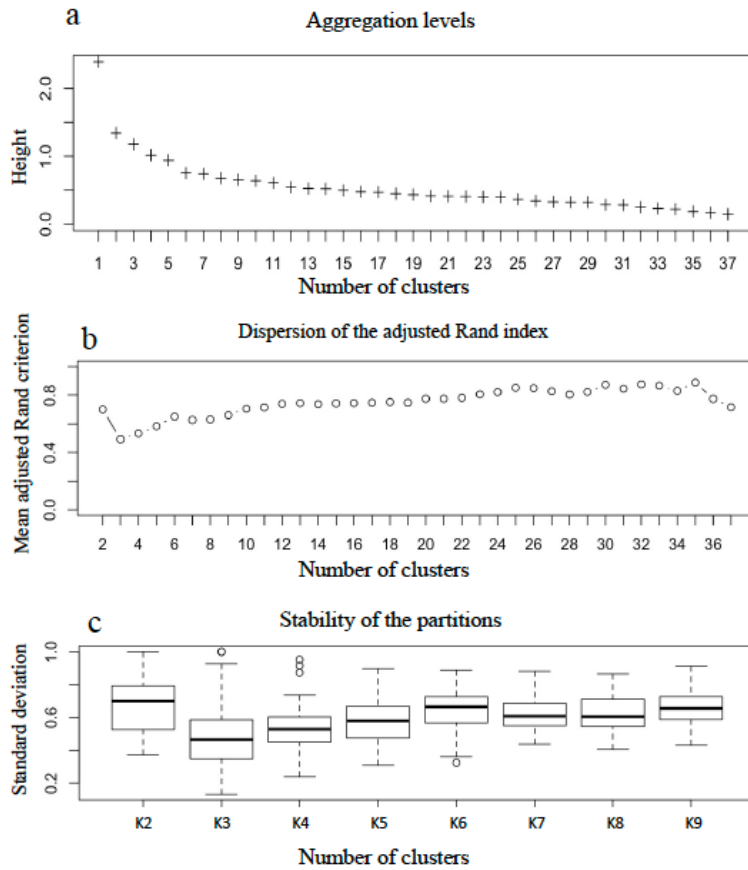 a
Aggregation levels
Height
2.0
1.0
0.0
1 3 5 7 9 11 13 15 17 19 21 23 25 27 29 31 33 35 37
Number of clusters
b
Dispersion of the adjusted Rand index
Mean adjusted Rand criterion
0.8
0.4
0.0
2 4 6 8 10 12 14 16 18 20 22 24 26 28 30 32 34 36
Number of clusters
c
Stability of the partitions
Standard deviation
1.0
0.6
0.2
K2 K3 K4 K5 K6 K7 K8 K9
Number of clusters